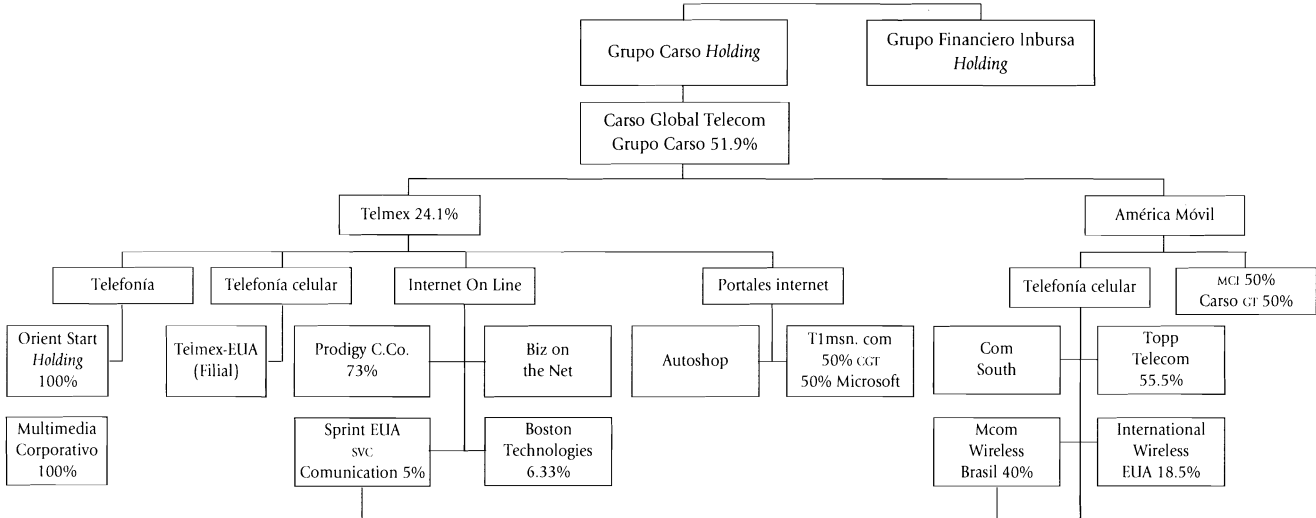 Grupo Carso Holding
Grupo Financiero Inbursa
Holding
Carso Global Telecom
Grupo Carso 51.9%
Telmex 24.1%
América Móvil
Telefonía
Telefonía celular
Internet On Line
Portales internet
Telefonía celular
MCI 50%
Carso GT 50%
Orient Start
Holding
100%
Telmex-EUA
(Filial)
Prodigy C.Co.
73%
Biz on
the Net
Autoshop
T1msn. com
50% CGT
50% Microsoft
Com
South
Topp
Telecom
55.5%
Multimedia
Corporativo
100%
Sprint EUA
SVC
Comunication 5%
Boston
Technologies
6.33%
Mcom
Wireless
Brasil 40%
International
Wireless
EUA 18.5%